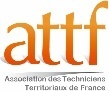 attf
Association des Techniciens
Territoriaux de France